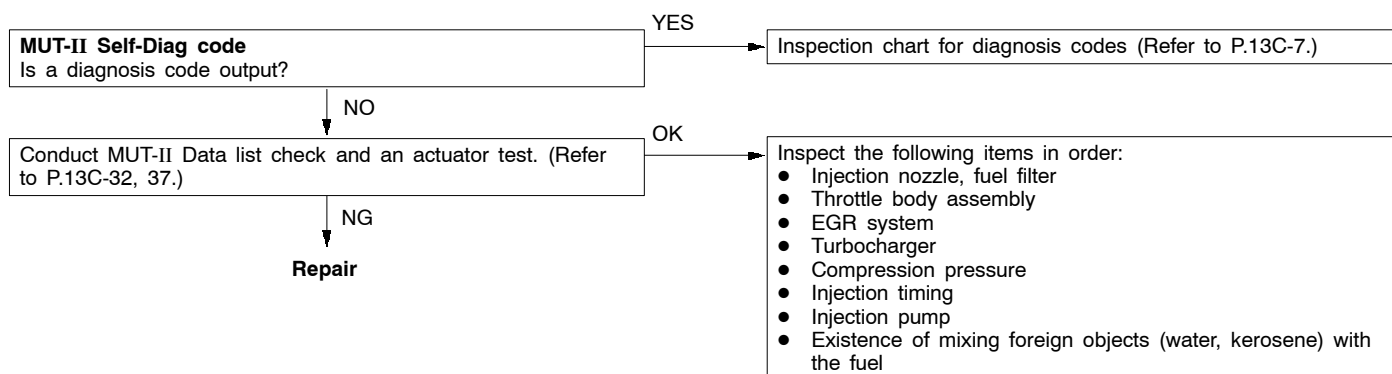 YES
MUT-II Self-Diag code
Is a diagnosis code output?
Inspection chart for diagnosis codes (Refer to P.13C-7.)
NO
OK
Conduct MUT-II Data list check and an actuator test. (Refer
to P.13C-32, 37.)
Inspect the following items in order:
● Injection nozzle, fuel filter
● Throttle body assembly
● EGR system
● Turbocharger
● Compression pressure
● Injection timing
● Injection pump
● Existence of mixing foreign objects (water, kerosene) with
the fuel
NG
Repair